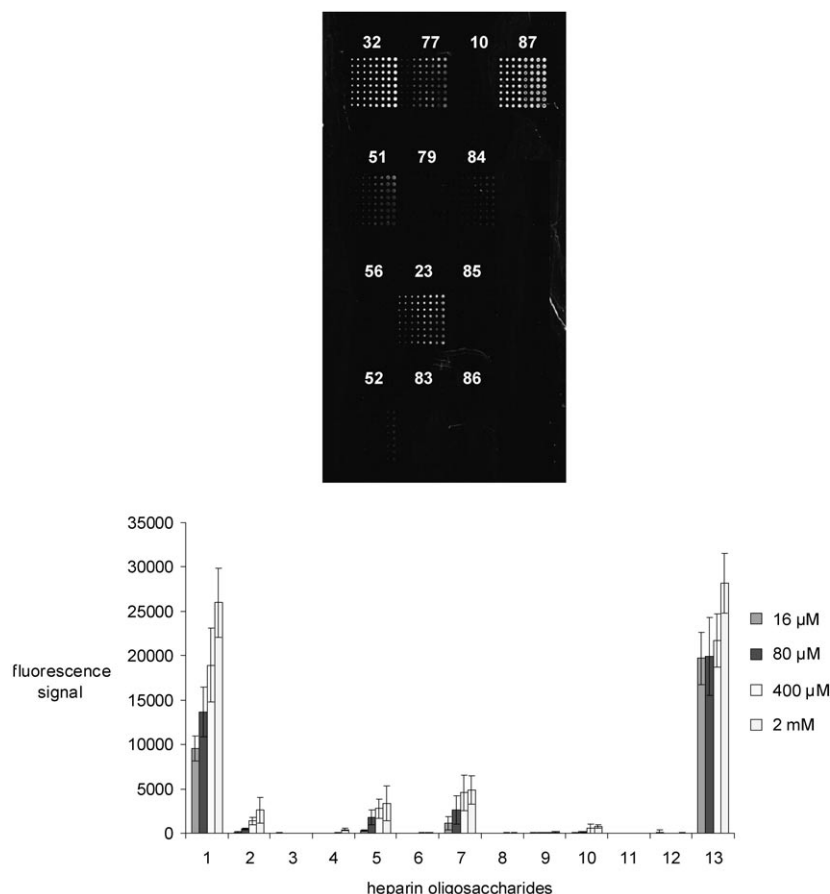 32 77 10 87
51 79 84
56 23 85
52 83 86
35000
30000
25000
20000
15000
10000
5000
0
fluorescence
signal
16 µM
80 µM
400 µM
2 mM
1 2 3 4 5 6 7 8 9 10 11 12 13
heparin oligosaccharides